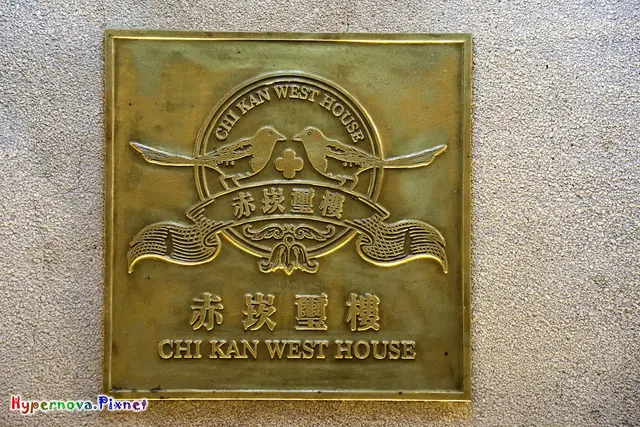 CHI KAN WEST HOUSE
赤崁璽樓
赤崁璽樓
CHI KAN WEST HOUSE
Hypernova.Pixnet